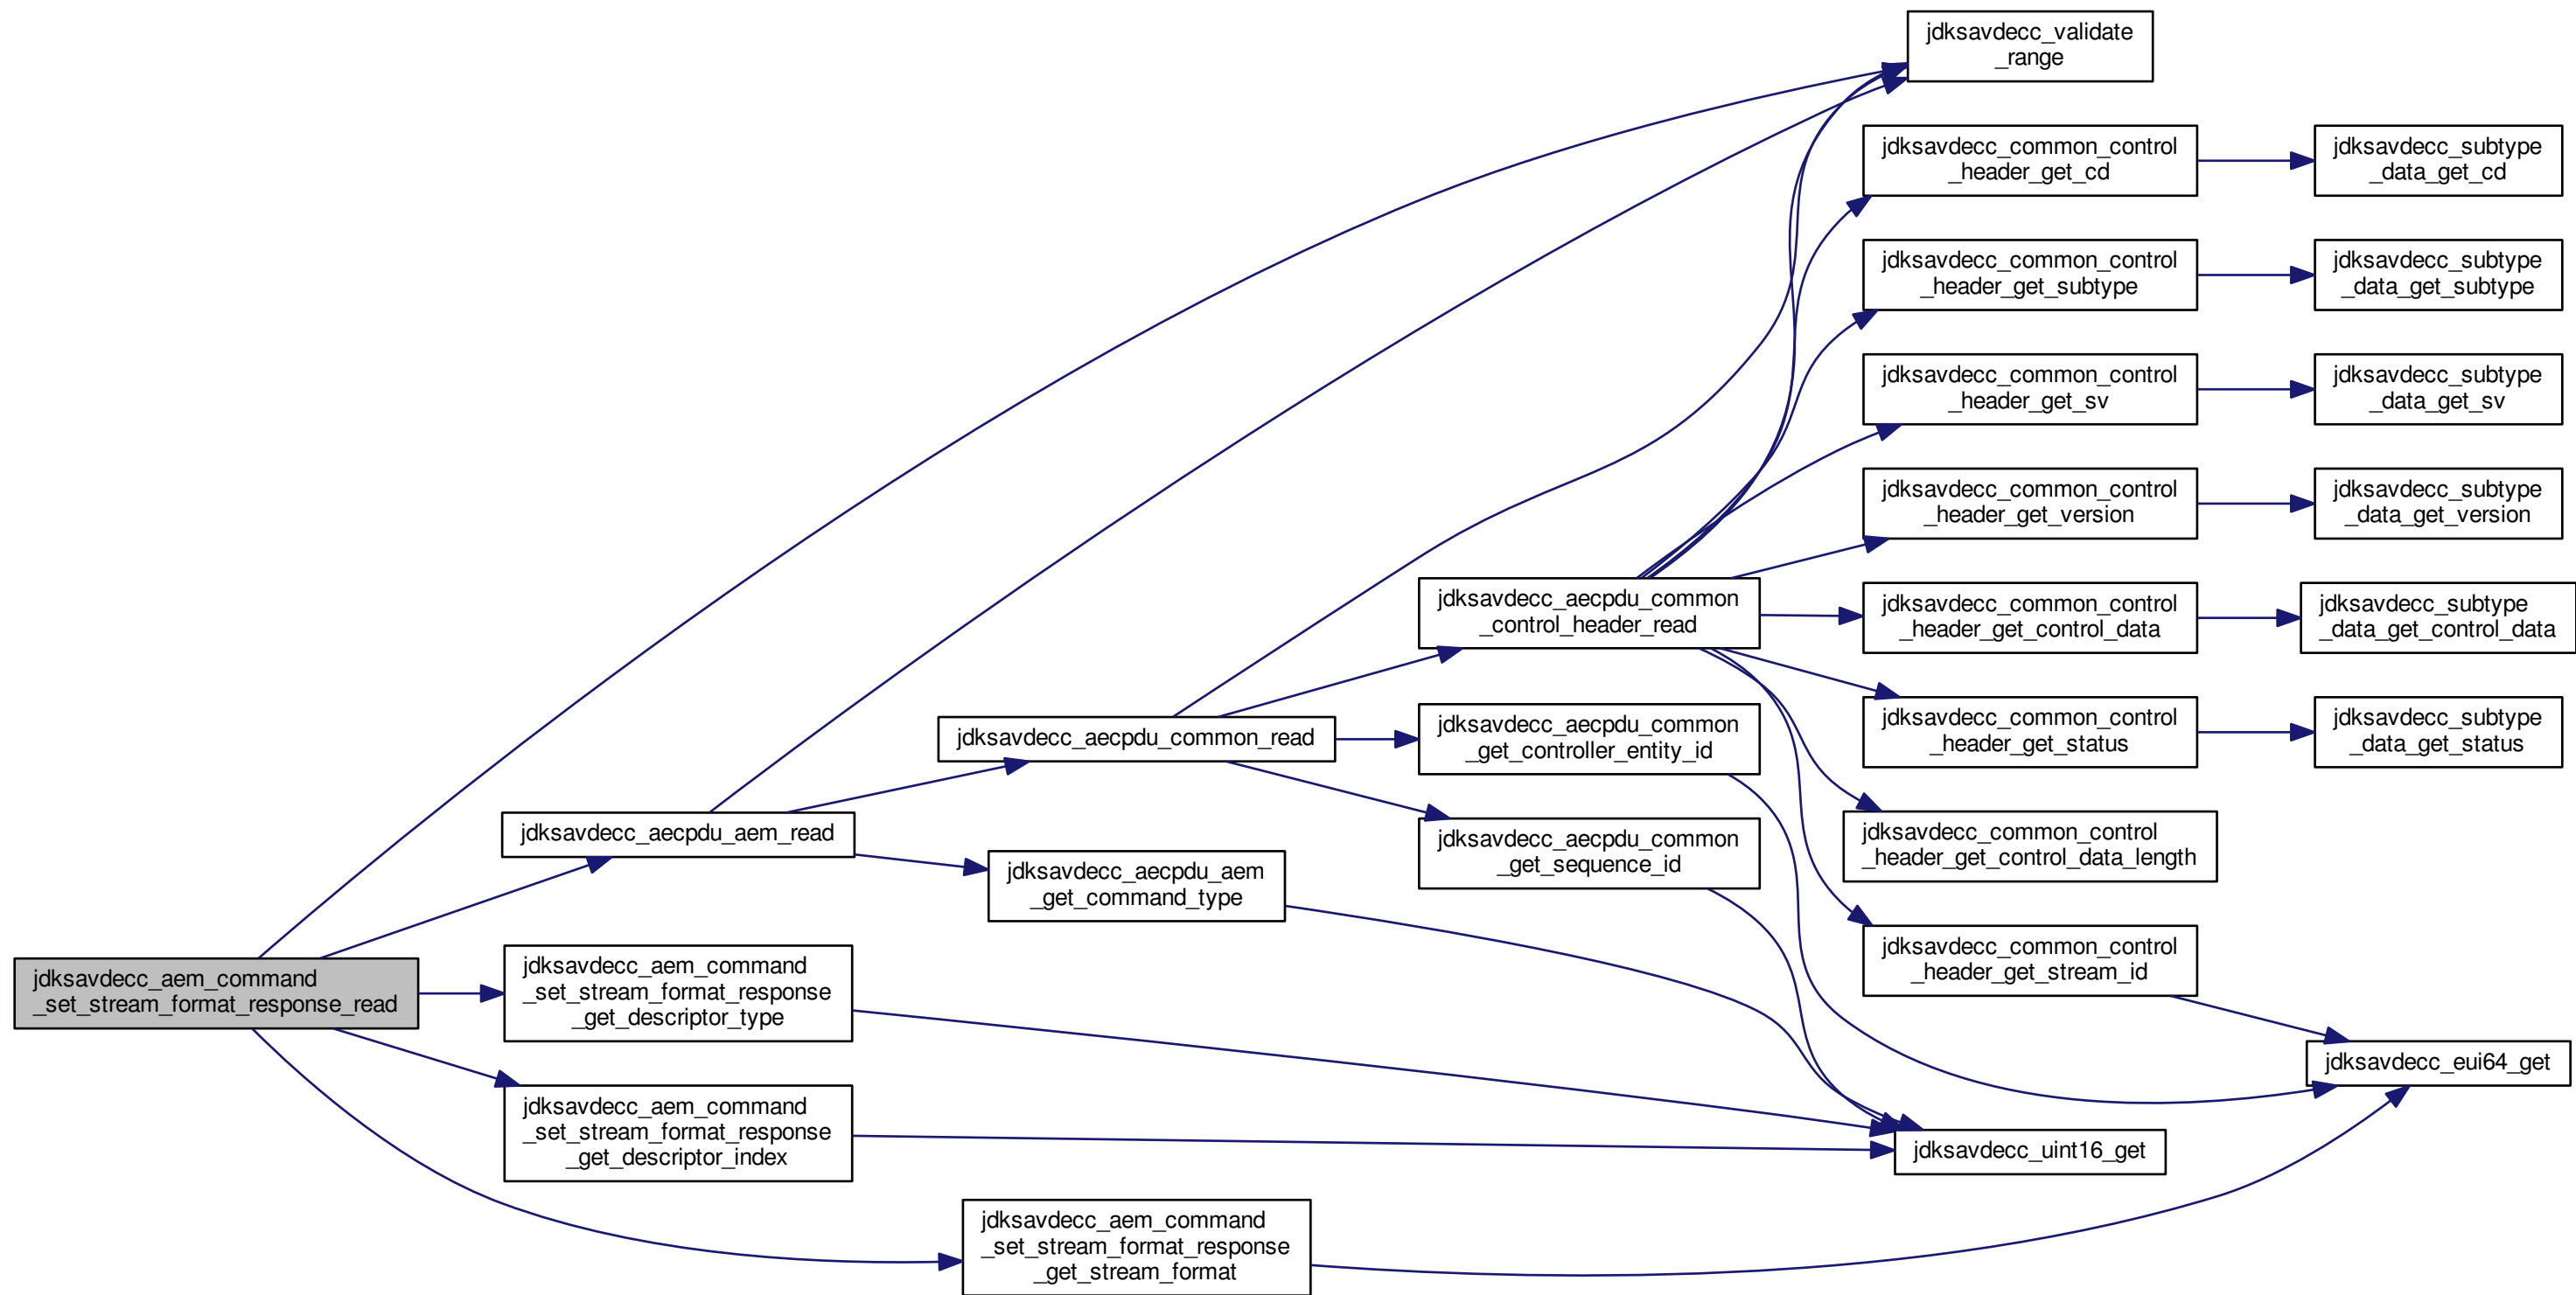 jdksavdecc_validate
_range
jdksavdecc_common_control
_header_get_cd
jdksavdecc_subtype
_data_get_cd
jdksavdecc_common_control
_header_get_subtype
jdksavdecc_subtype
_data_get_subtype
jdksavdecc_common_control
_header_get_sv
jdksavdecc_subtype
_data_get_sv
jdksavdecc_common_control
_header_get_version
jdksavdecc_subtype
_data_get_version
jdksavdecc_aecpdu_common
_control_header_read
jdksavdecc_common_control
_header_get_control_data
jdksavdecc_subtype
_data_get_control_data
jdksavdecc_aecpdu_common_read
jdksavdecc_aecpdu_common
_get_controller_entity_id
jdksavdecc_common_control
_header_get_status
jdksavdecc_subtype
_data_get_status
jdksavdecc_aecpdu_aem_read
jdksavdecc_aecpdu_common
_get_sequence_id
jdksavdecc_common_control
_header_get_control_data_length
jdksavdecc_aecpdu_aem
_get_command_type
jdksavdecc_common_control
_header_get_stream_id
jdksavdecc_aem_command
_set_stream_format_response_read
jdksavdecc_aem_command
_set_stream_format_response
_get_descriptor_type
jdksavdecc_eui64_get
jdksavdecc_aem_command
_set_stream_format_response
_get_descriptor_index
jdksavdecc_uint16_get
jdksavdecc_aem_command
_set_stream_format_response
_get_stream_format